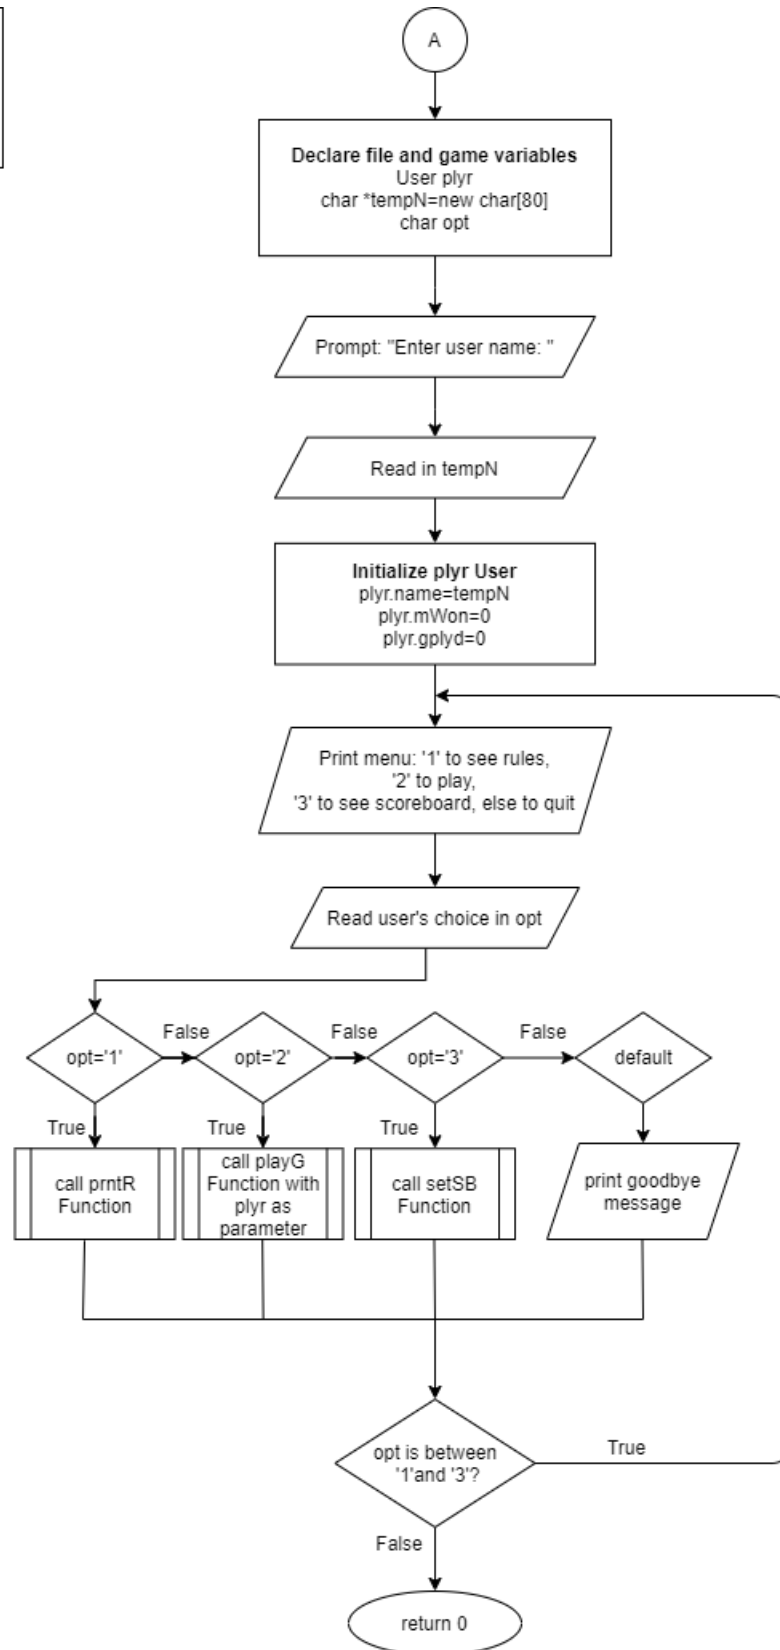 A
Declare file and game variables
User plyr
char *tempN=new char[80]
char opt
Prompt: "Enter user name: "
Read in tempN
Initialize plyr User
plyr.name=tempN
plyr.mWon=0
plyr.gplyd=0
Print menu: '1' to see rules,
'2' to play,
'3' to see scoreboard, else to quit
Read user's choice in opt
opt='1'
False
opt='2'
False
opt='3'
False
default
True
True
True
call prntR
Function
call playG
Function with
plyr as
parameter
call setSB
Function
print goodbye
message
opt is between
'1'and '3'?
True
False
return 0